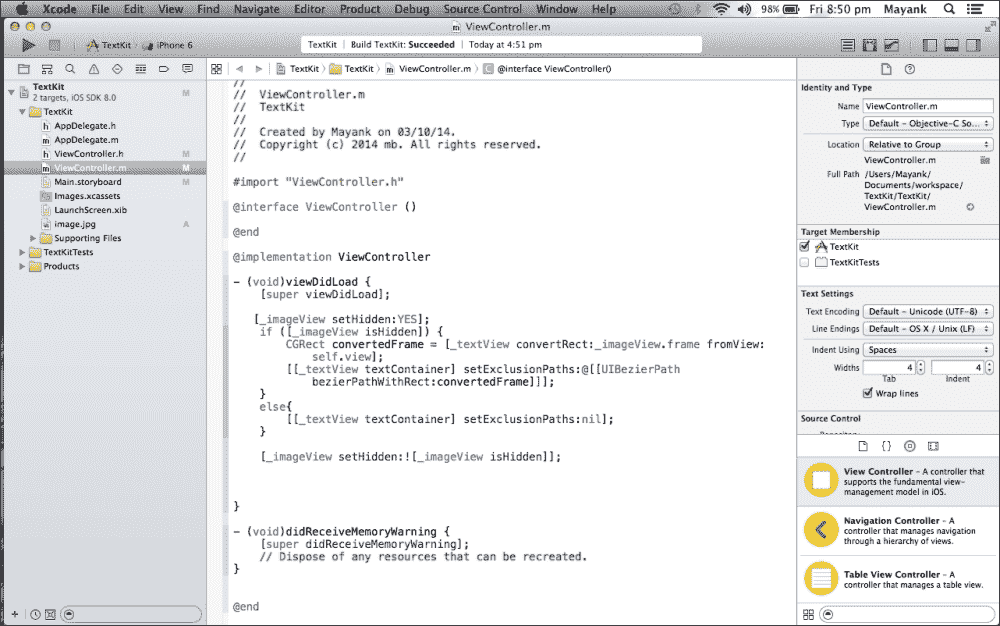 Xcode File Edit View Find Navigate Editor Product Debug Source Control Window Help 98% Fri 8:50 pm Mayank
ViewController.m
TextKit iPhone 6
TextKit | Build TextKit: Succeeded | Today at 4:51 pm
TextKit
2 targets, iOS SDK 8.0
M
TextKit
AppDelegate.h
AppDelegate.m
ViewController.h M
ViewController.m M
Main.storyboard M
Images.xcassets
LaunchScreen.xib
image.jpg A
Supporting Files
TextKitTests
Products
TextKit TextKit ViewController.m @interface ViewController()
//
// ViewController.m
// TextKit
//
// Created by Mayank on 03/10/14.
// Copyright (c) 2014 mb. All rights reserved.
//
#import "ViewController.h"
@interface ViewController ()
@end
@implementation ViewController
- (void)viewDidLoad {
[super viewDidLoad];
[_imageView setHidden:YES];
if ([_imageView isHidden]) {
CGRect convertedFrame = [_textView convertRect:_imageView.frame fromView:
self.view];
[[_textView textContainer] setExclusionPaths:@[[UIBezierPath
bezierPathWithRect:convertedFrame]]];
}
else{
[[_textView textContainer] setExclusionPaths:nil];
}
[_imageView setHidden:![_imageView isHidden]];
}
- (void)didReceiveMemoryWarning {
[super didReceiveMemoryWarning];
// Dispose of any resources that can be recreated.
}
@end
Identity and Type
Name ViewController.m
Type Default - Objective-C So...
Location Relative to Group
ViewController.m
Full Path /Users/Mayank/
Documents/workspace/
TextKit/TextKit/
ViewController.m
Target Membership
TextKit
TextKitTests
Text Settings
Text Encoding Default - Unicode (UTF-8)
Line Endings Default - OS X / Unix (LF)
Indent Using Spaces
Widths 4 4
Tab Indent
Wrap lines
Source Control
View Controller - A controller that
supports the fundamental view-
management model in iOS.
Navigation Controller - A
controller that manages navigation
through a hierarchy of views.
Table View Controller - A
controller that manages a table view.